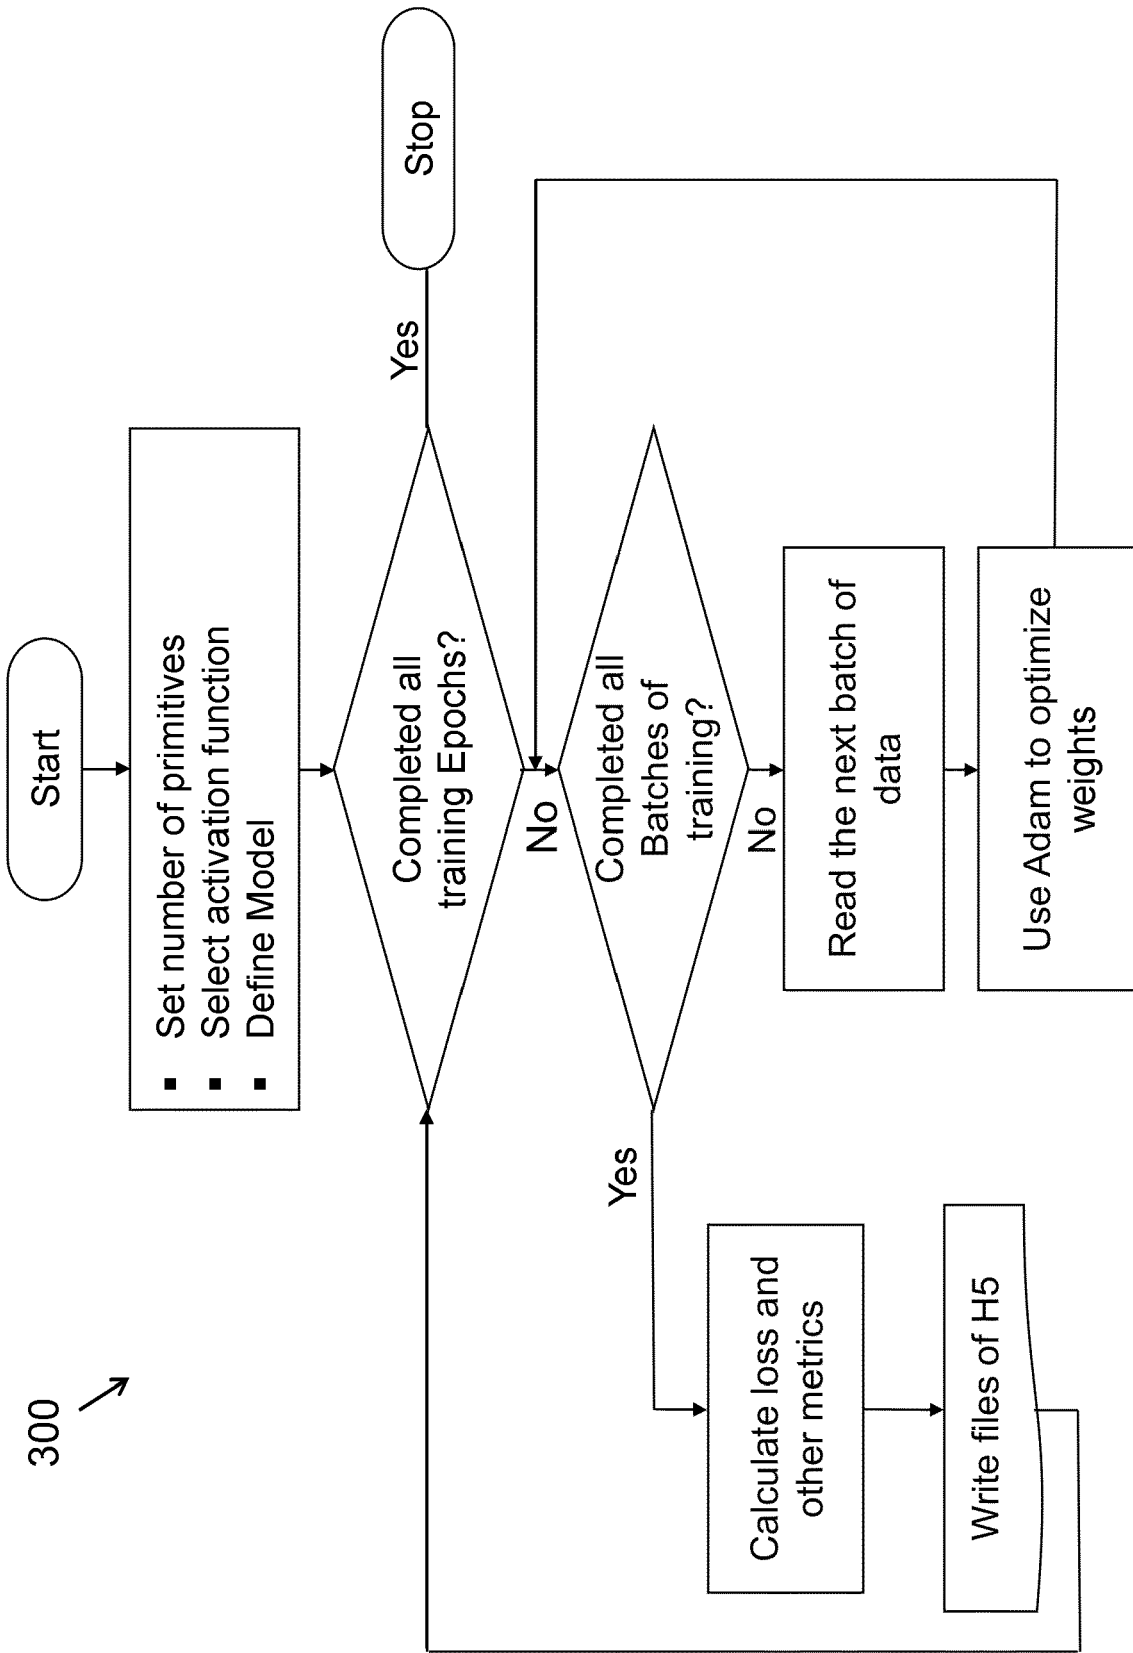 300
Start
▪ Set number of primitives
▪ Select activation function
▪ Define Model
Completed all
training Epochs?
Yes
Stop
No
Completed all
Batches of
training?
Yes
No
Calculate loss and
other metrics
Write files of H5
Read the next batch of
data
Use Adam to optimize
weights